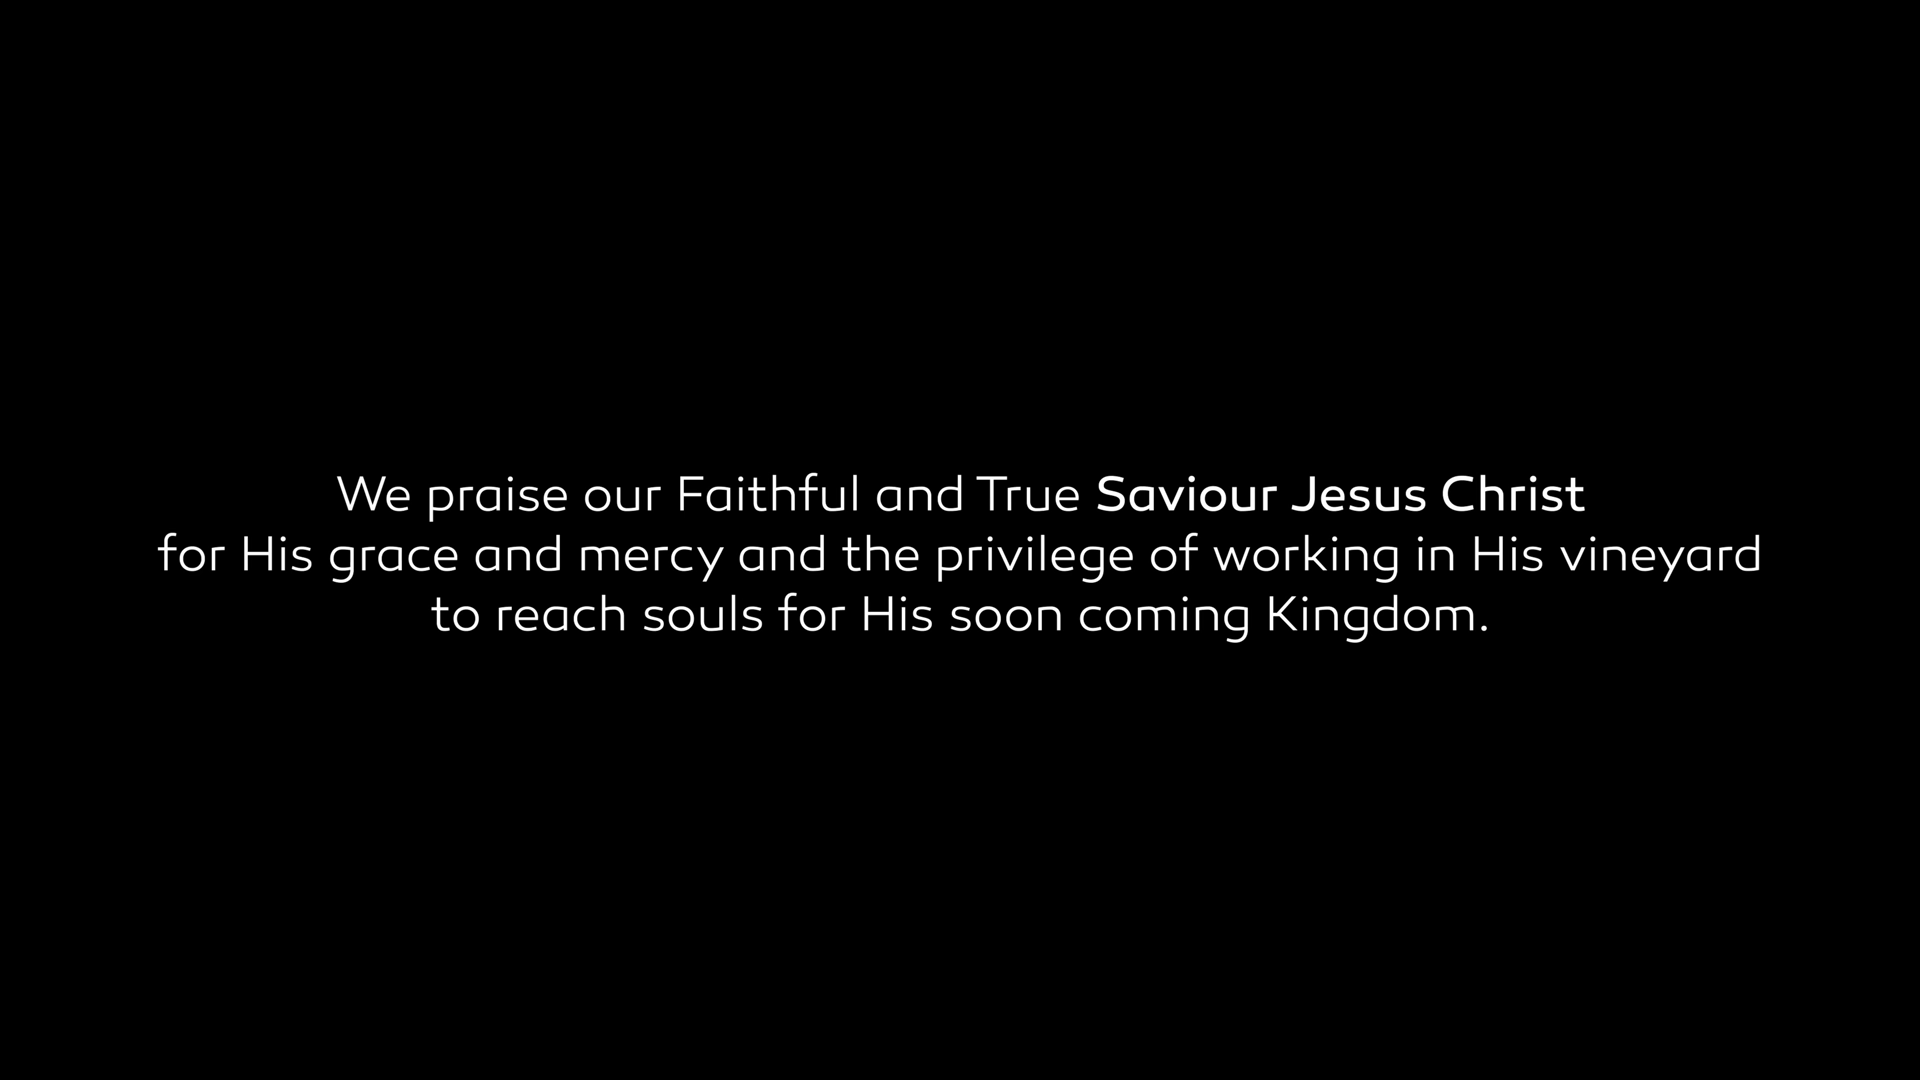 We praise our Faithful and True Saviour Jesus Christ
for His grace and mercy and the privilege of working in His vineyard
to reach souls for His soon coming Kingdom.